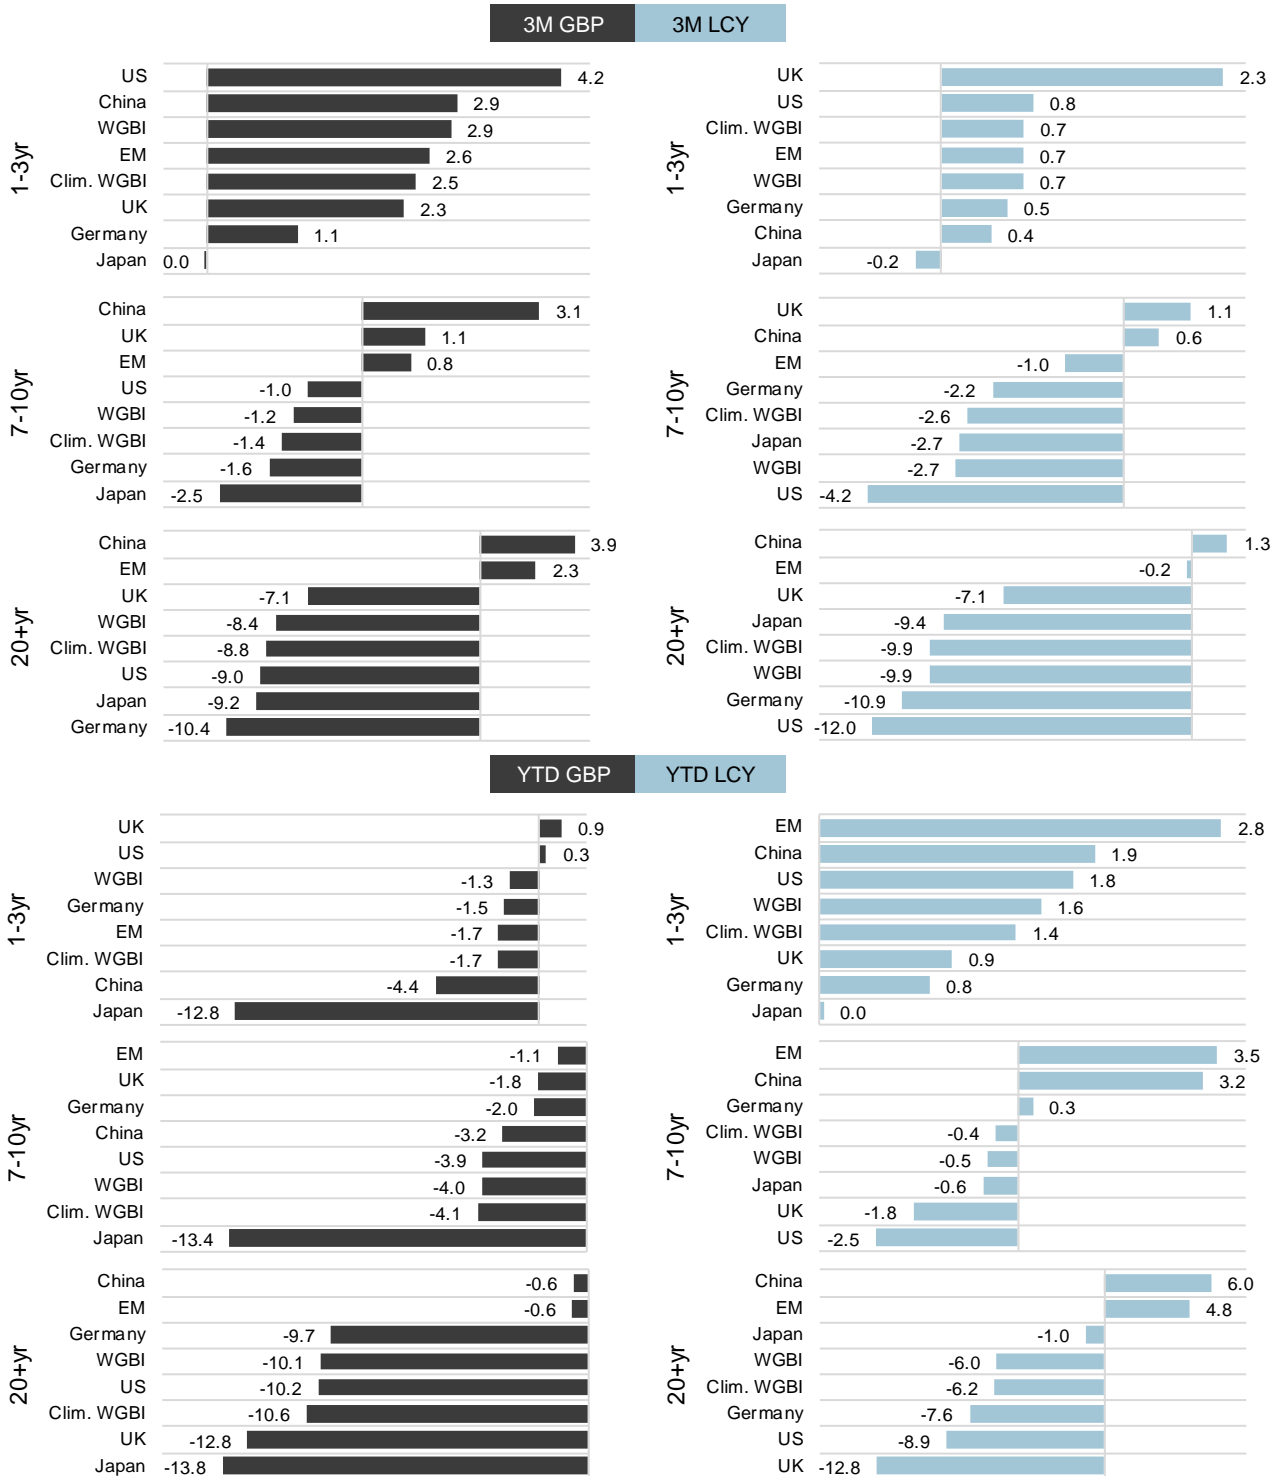 3M GBP 3M LCY
1-3yr
US 4.2
China 2.9
WGBI 2.9
EM 2.6
Clim. WGBI 2.5
UK 2.3
Germany 1.1
Japan 0.0
1-3yr
UK 2.3
US 0.8
Clim. WGBI 0.7
EM 0.7
WGBI 0.7
Germany 0.5
China 0.4
Japan -0.2
7-10yr
China 3.1
UK 1.1
EM 0.8
US -1.0
WGBI -1.2
Clim. WGBI -1.4
Germany -1.6
Japan -2.5
7-10yr
UK 1.1
China 0.6
EM -1.0
Germany -2.2
Clim. WGBI -2.6
Japan -2.7
WGBI -2.7
US -4.2
20+yr
China 3.9
EM 2.3
UK -7.1
WGBI -8.4
Clim. WGBI -8.8
US -9.0
Japan -9.2
Germany -10.4
20+yr
China 1.3
EM -0.2
UK -7.1
Japan -9.4
Clim. WGBI -9.9
WGBI -9.9
Germany -10.9
US -12.0
YTD GBP YTD LCY
1-3yr
UK 0.9
US 0.3
WGBI -1.3
Germany -1.5
EM -1.7
Clim. WGBI -1.7
China -4.4
Japan -12.8
1-3yr
EM 2.8
China 1.9
US 1.8
WGBI 1.6
Clim. WGBI 1.4
UK 0.9
Germany 0.8
Japan 0.0
7-10yr
EM -1.1
UK -1.8
Germany -2.0
China -3.2
US -3.9
WGBI -4.0
Clim. WGBI -4.1
Japan -13.4
7-10yr
EM 3.5
China 3.2
Germany 0.3
Clim. WGBI -0.4
WGBI -0.5
Japan -0.6
UK -1.8
US -2.5
20+yr
China -0.6
EM -0.6
Germany -9.7
WGBI -10.1
US -10.2
Clim. WGBI -10.6
UK -12.8
Japan -13.8
20+yr
China 6.0
EM 4.8
Japan -1.0
WGBI -6.0
Clim. WGBI -6.2
Germany -7.6
US -8.9
UK -12.8